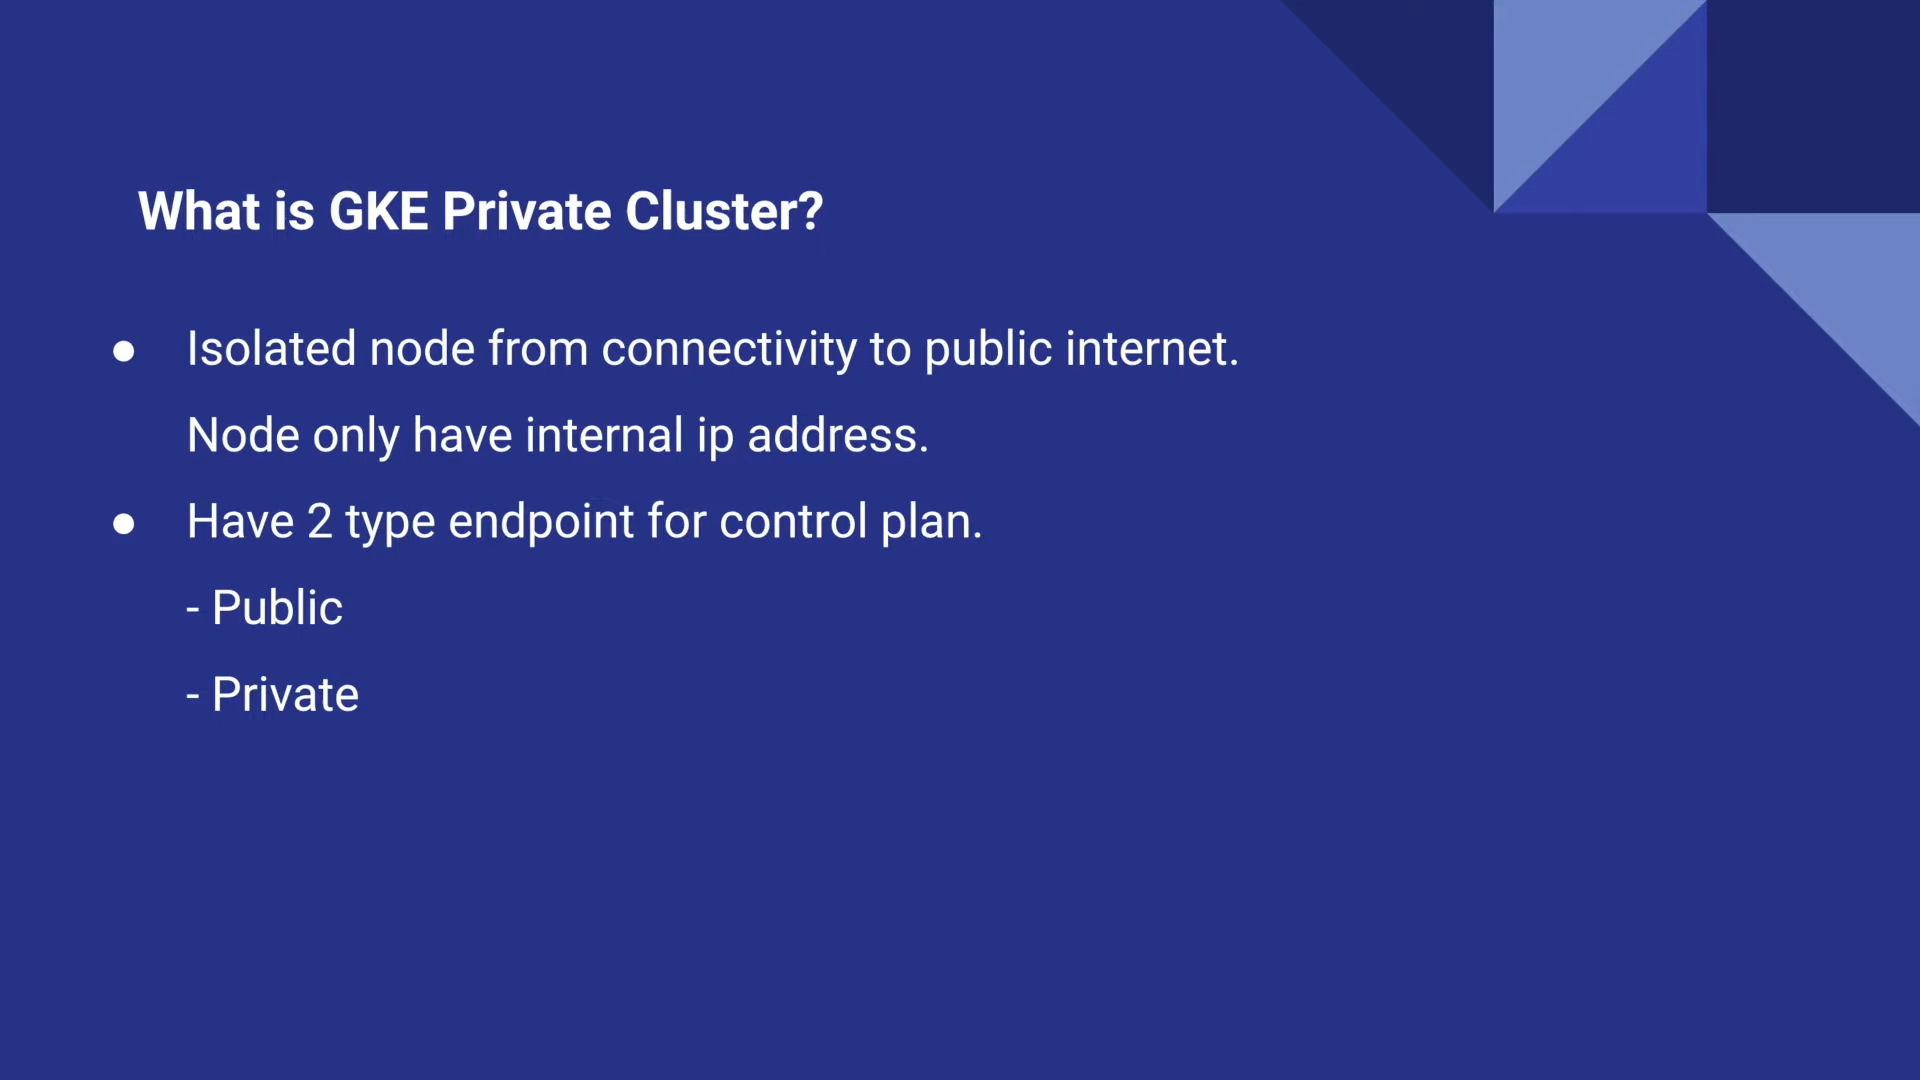 What is GKE Private Cluster?
● Isolated node from connectivity to public internet.
Node only have internal ip address.
● Have 2 type endpoint for control plan.
- Public
- Private